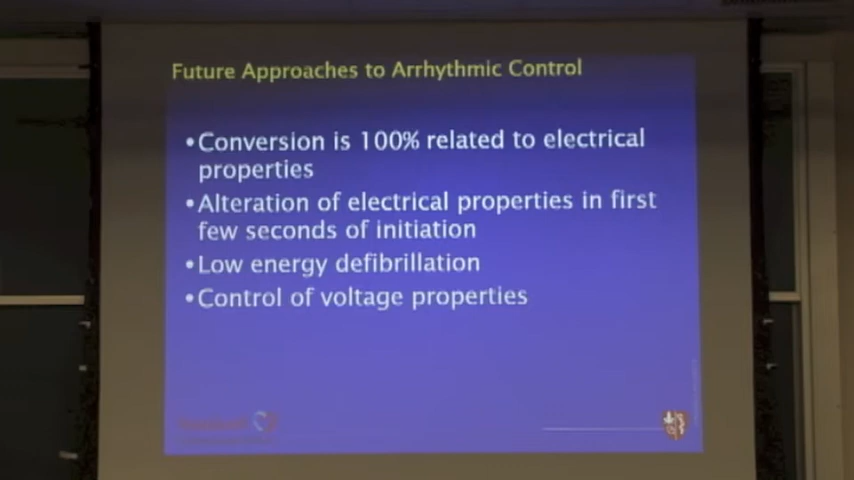 Future Approaches to Arrhythmic Control
•Conversion is 100% related to electrical
properties
•Alteration of electrical properties in first
few seconds of initiation
•Low energy defibrillation
•Control of voltage properties